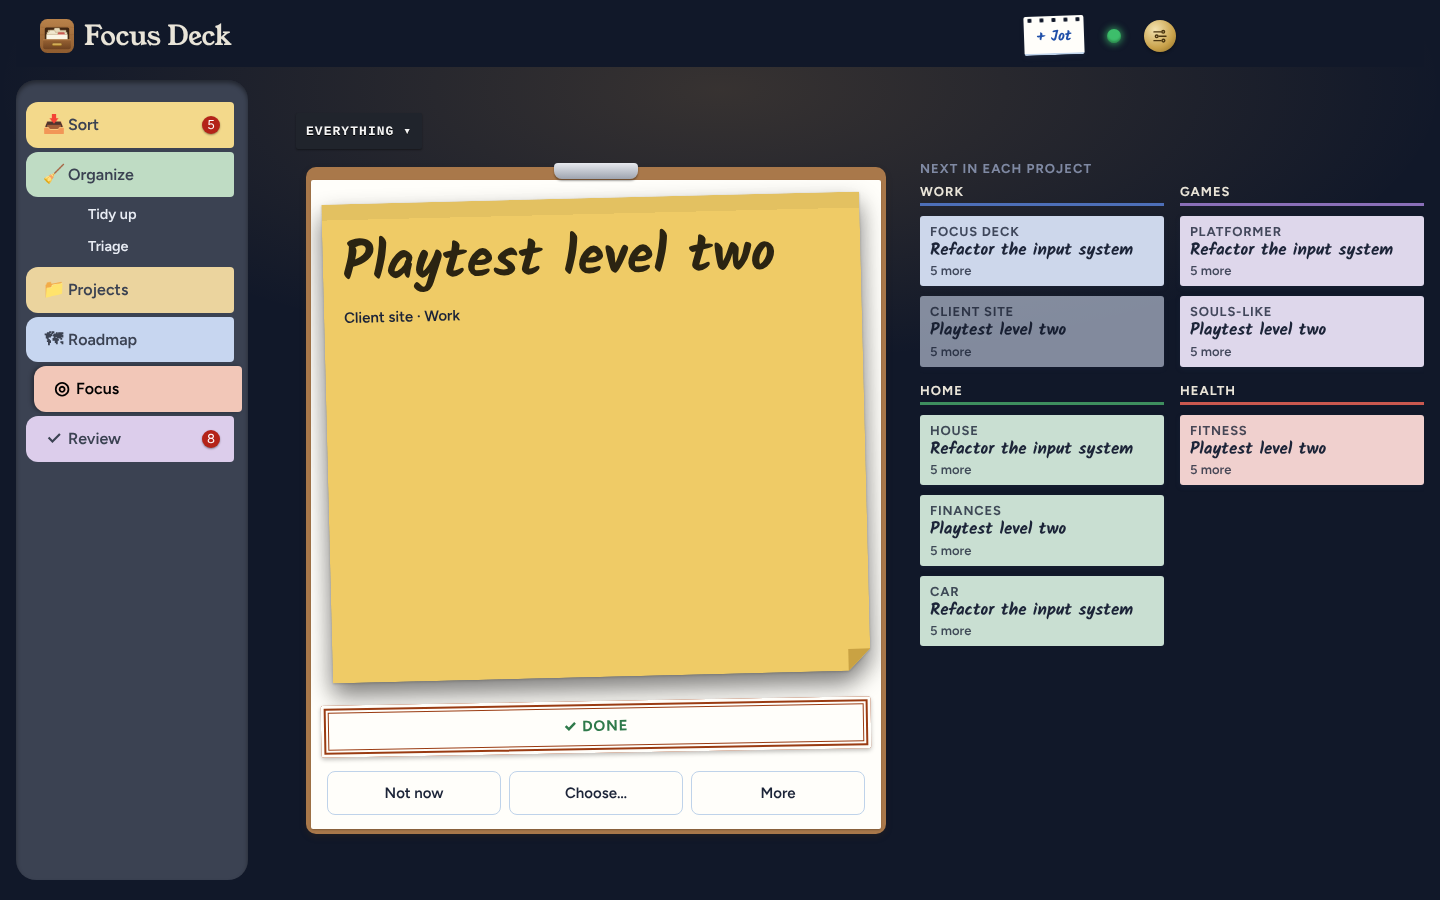 Focus Deck
+ Jot
Sort 5
Organize
Tidy up
Triage
Projects
Roadmap
Focus
Review 8
EVERYTHING ▾
Playtest level two
Client site · Work
✓ DONE
Not now
Choose...
More
NEXT IN EACH PROJECT
WORK
FOCUS DECK
Refactor the input system
5 more
CLIENT SITE
Playtest level two
5 more
GAMES
PLATFORMER
Refactor the input system
5 more
SOULS-LIKE
Playtest level two
5 more
HOME
HOUSE
Refactor the input system
5 more
FINANCES
Playtest level two
5 more
CAR
Refactor the input system
5 more
HEALTH
FITNESS
Playtest level two
5 more